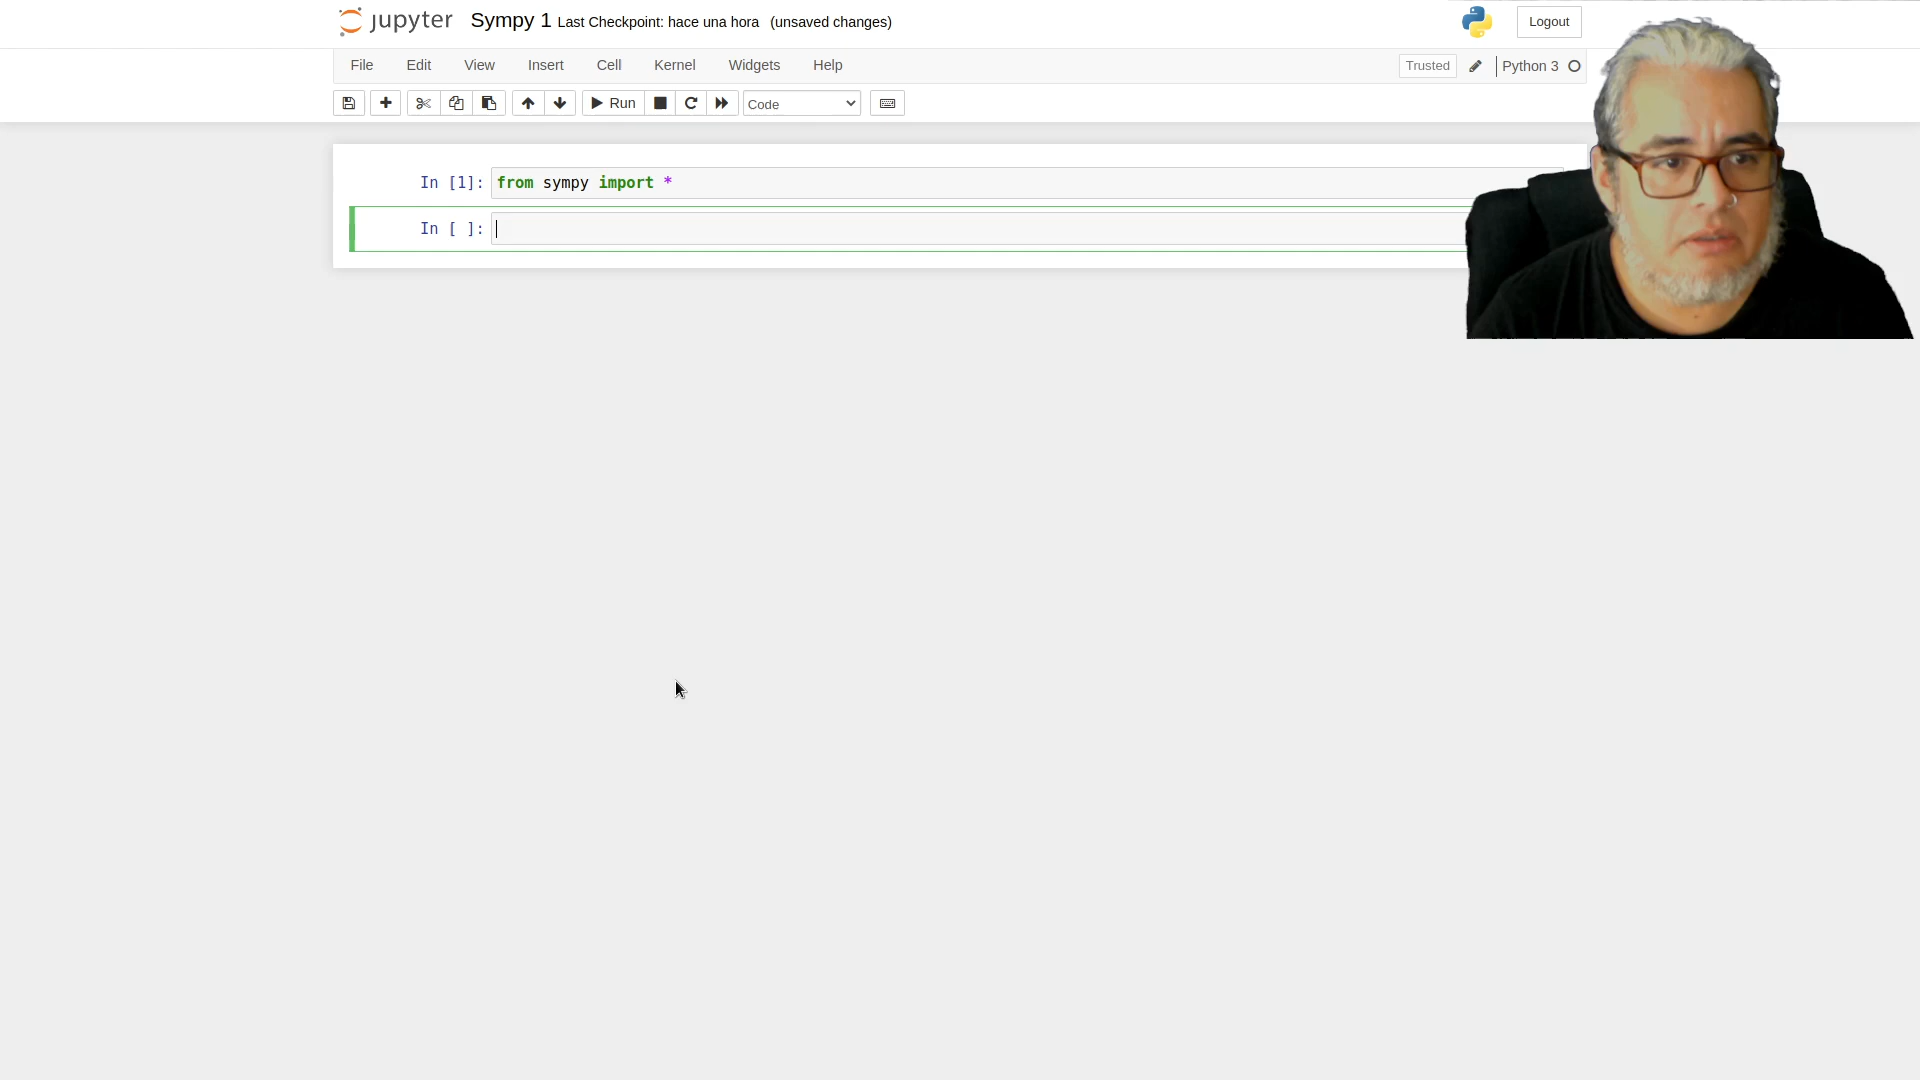 jupyter Sympy 1 Last Checkpoint: hace una hora (unsaved changes) Logout
File Edit View Insert Cell Kernel Widgets Help Trusted Python 3
Run Code
In [1]: from sympy import *
In [ ]: